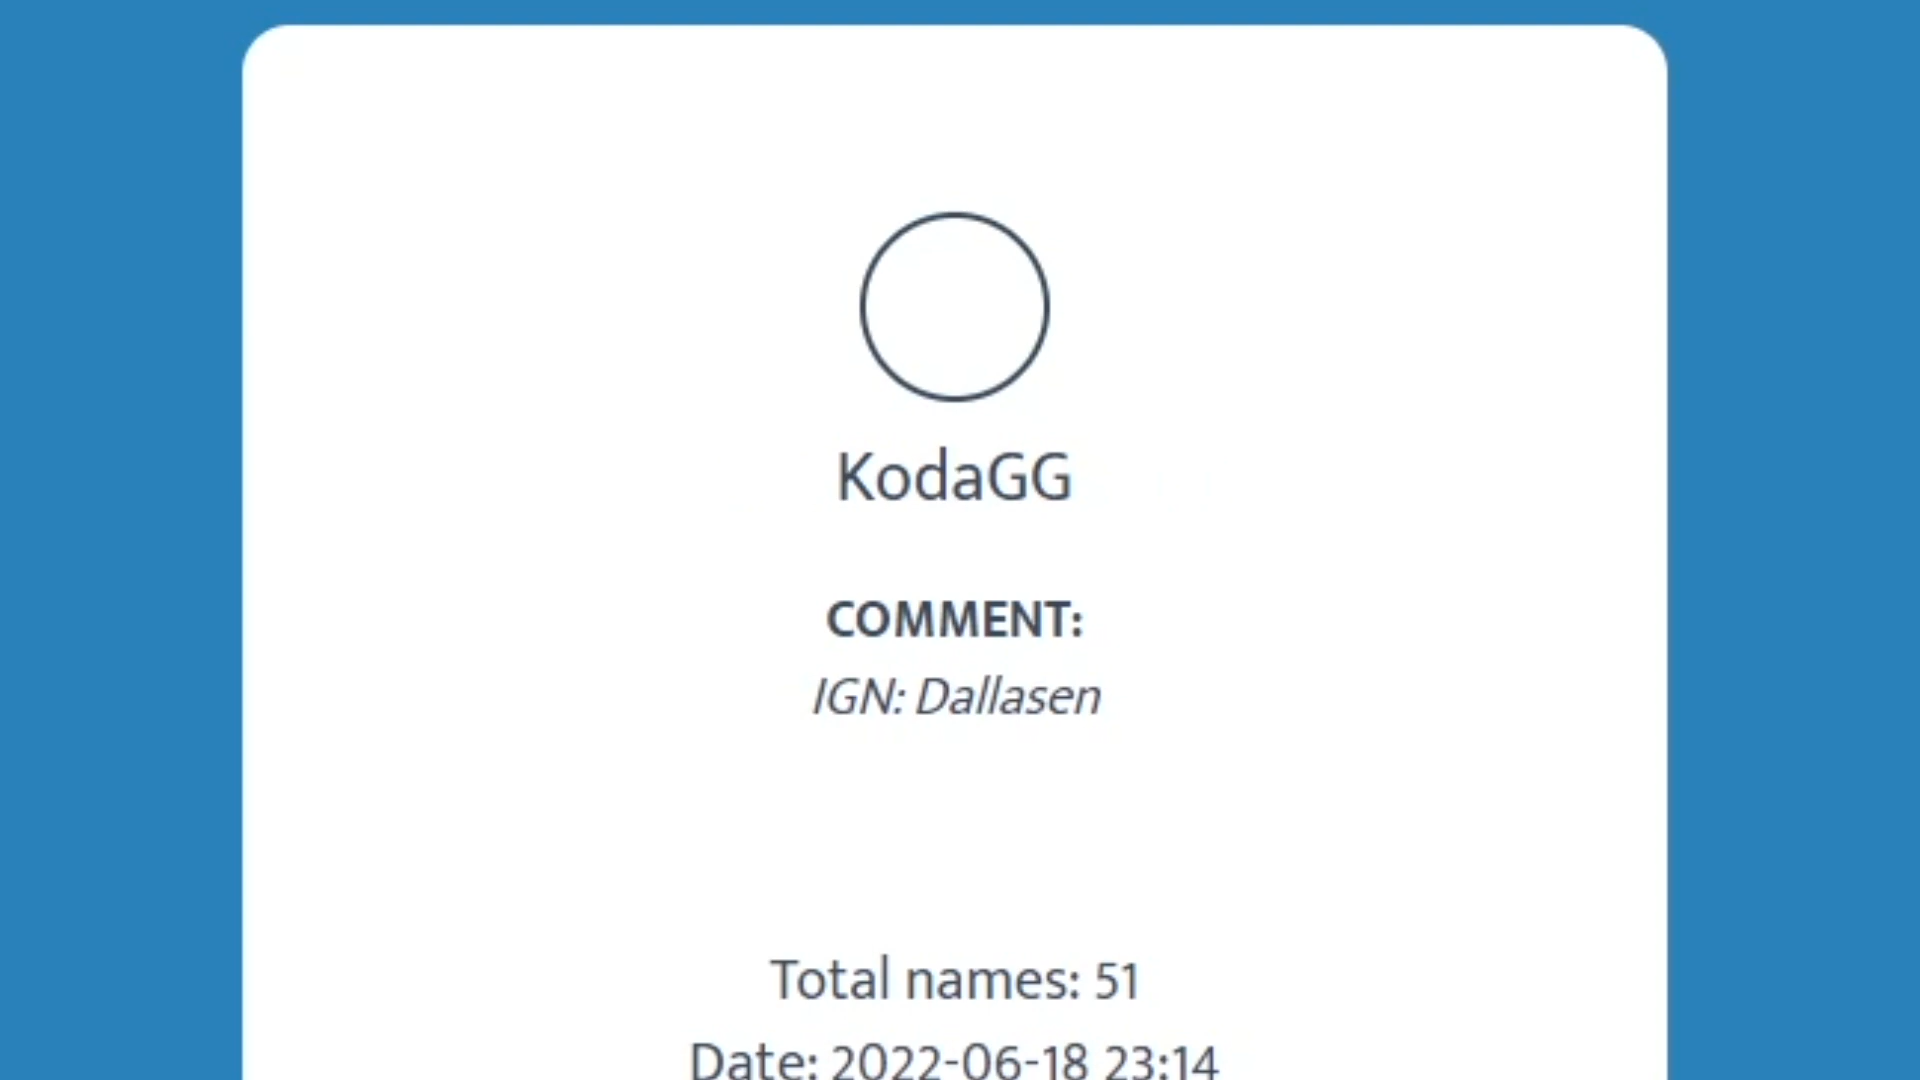 KodaGG
COMMENT:
IGN: Dallasen
Total names: 51
Date: 2022-06-18 23:14